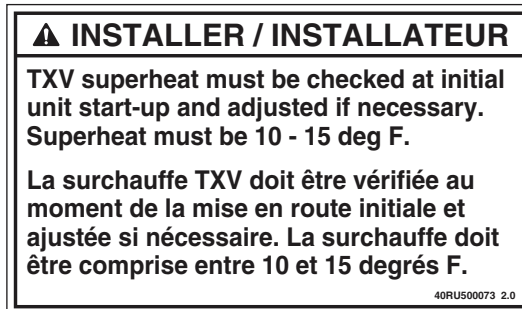 ⚠ INSTALLER / INSTALLATEUR
TXV superheat must be checked at initial
unit start-up and adjusted if necessary.
Superheat must be 10 - 15 deg F.
La surchauffe TXV doit être vérifiée au
moment de la mise en route initiale et
ajustée si nécessaire. La surchauffe doit
être comprise entre 10 et 15 degrés F.
40RU500073 2.0